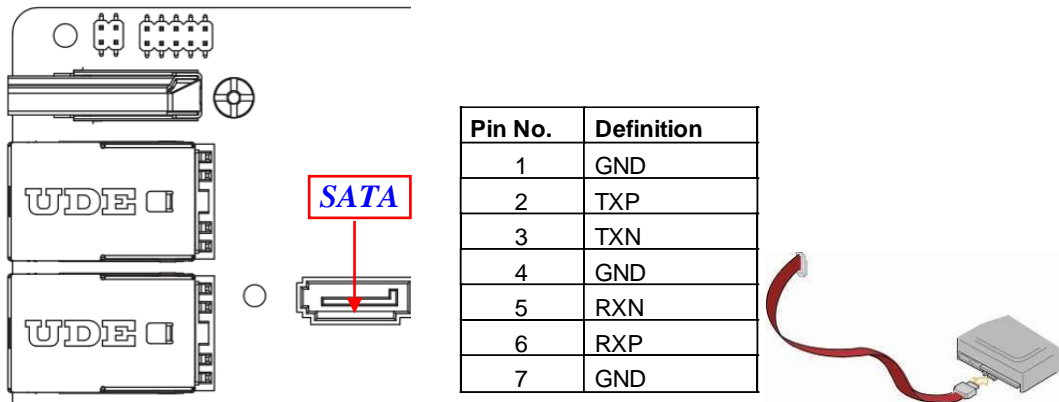 UDE
UDE
SATA
Pin No. Definition
1 GND
2 TXP
3 TXN
4 GND
5 RXN
6 RXP
7 GND